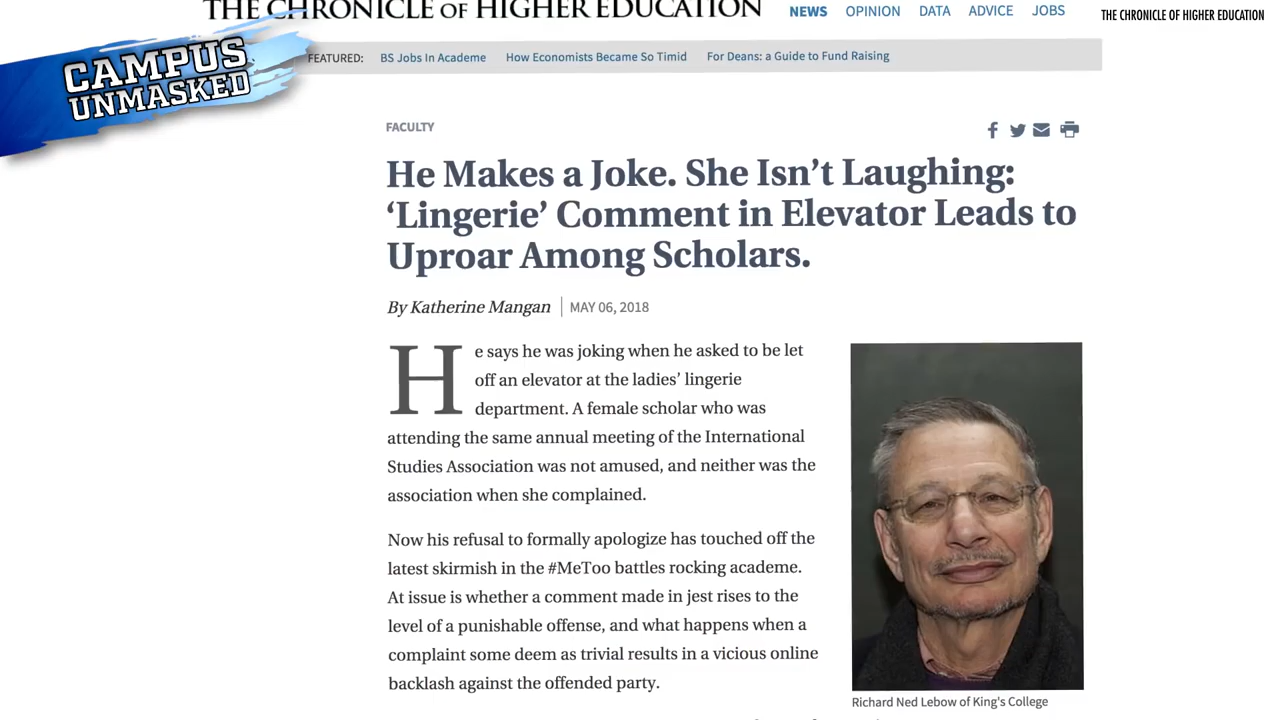 THE CHRONICLE OF HIGHER EDUCATION
NEWS OPINION DATA ADVICE JOBS
THE CHRONICLE OF HIGHER EDUCATION
CAMPUS
UNMASKED
FEATURED: BS Jobs In Academe How Economists Became So Timid For Deans: a Guide to Fund Raising
FACULTY
He Makes a Joke. She Isn’t Laughing:
‘Lingerie’ Comment in Elevator Leads to
Uproar Among Scholars.
By Katherine Mangan | MAY 06, 2018
He says he was joking when he asked to be let
off an elevator at the ladies’ lingerie
department. A female scholar who was
attending the same annual meeting of the International
Studies Association was not amused, and neither was the
association when she complained.
Now his refusal to formally apologize has touched off the
latest skirmish in the #MeToo battles rocking academe.
At issue is whether a comment made in jest rises to the
level of a punishable offense, and what happens when a
complaint some deem as trivial results in a vicious online
backlash against the offended party.
Richard Ned Lebow of King's College